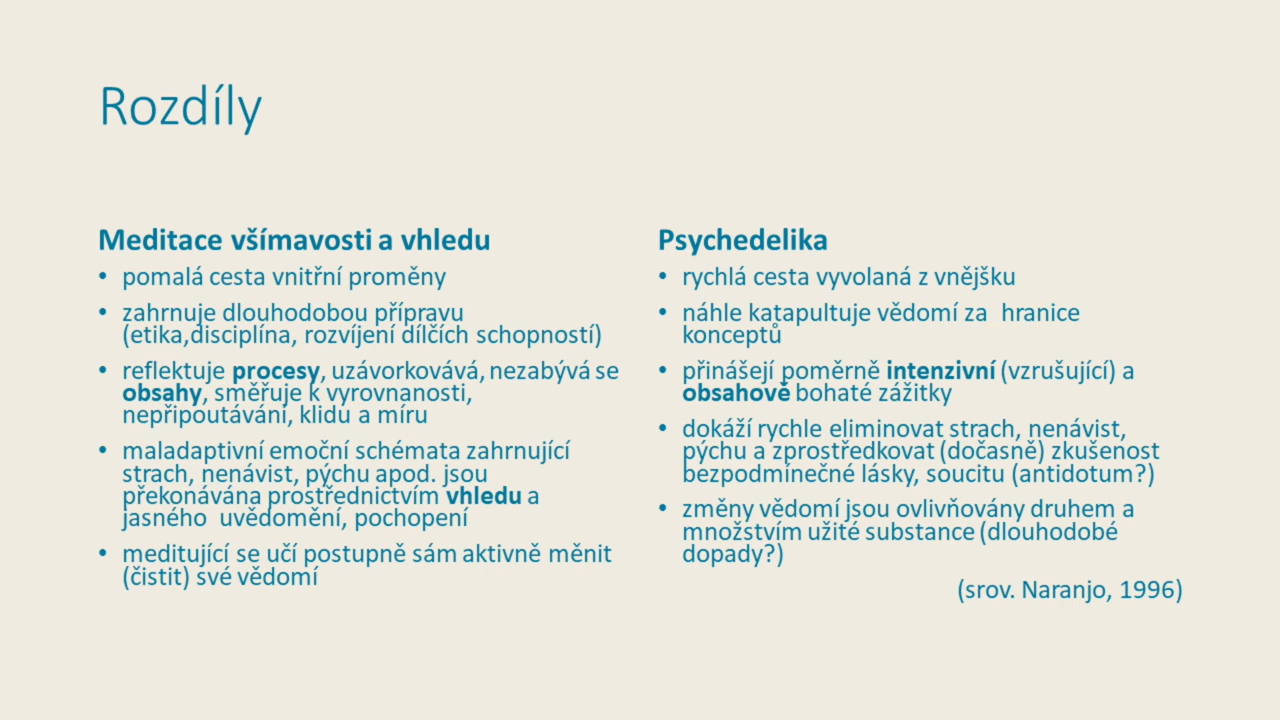 Rozdíly
Meditace všímavosti a vhledu
• pomalá cesta vnitřní proměny
• zahrnuje dlouhodobou přípravu
(etika,disciplína, rozvíjení dílčích schopností)
• reflektuje procesy, uzávorkovává, nezabývá se
obsahy, směřuje k vyrovnanosti,
nepřipoutávání, klidu a míru
• maladaptivní emoční schémata zahrnující
strach, nenávist, pýchu apod. jsou
překonávána prostřednictvím vhledu a
jasného  uvědomění, pochopení
• meditující se učí postupně sám aktivně měnit
(čistit) své vědomí
Psychedelika
• rychlá cesta vyvolaná z vnějšku
• náhle katapultuje vědomí za  hranice
konceptů
• přinášejí poměrně intenzivní (vzrušující) a
obsahově bohaté zážitky
• dokáží rychle eliminovat strach, nenávist,
pýchu a zprostředkovat (dočasně) zkušenost
bezpodmínečné lásky, soucitu (antidotum?)
• změny vědomí jsou ovlivňovány druhem a
množstvím užité substance (dlouhodobé
dopady?)
(srov. Naranjo, 1996)